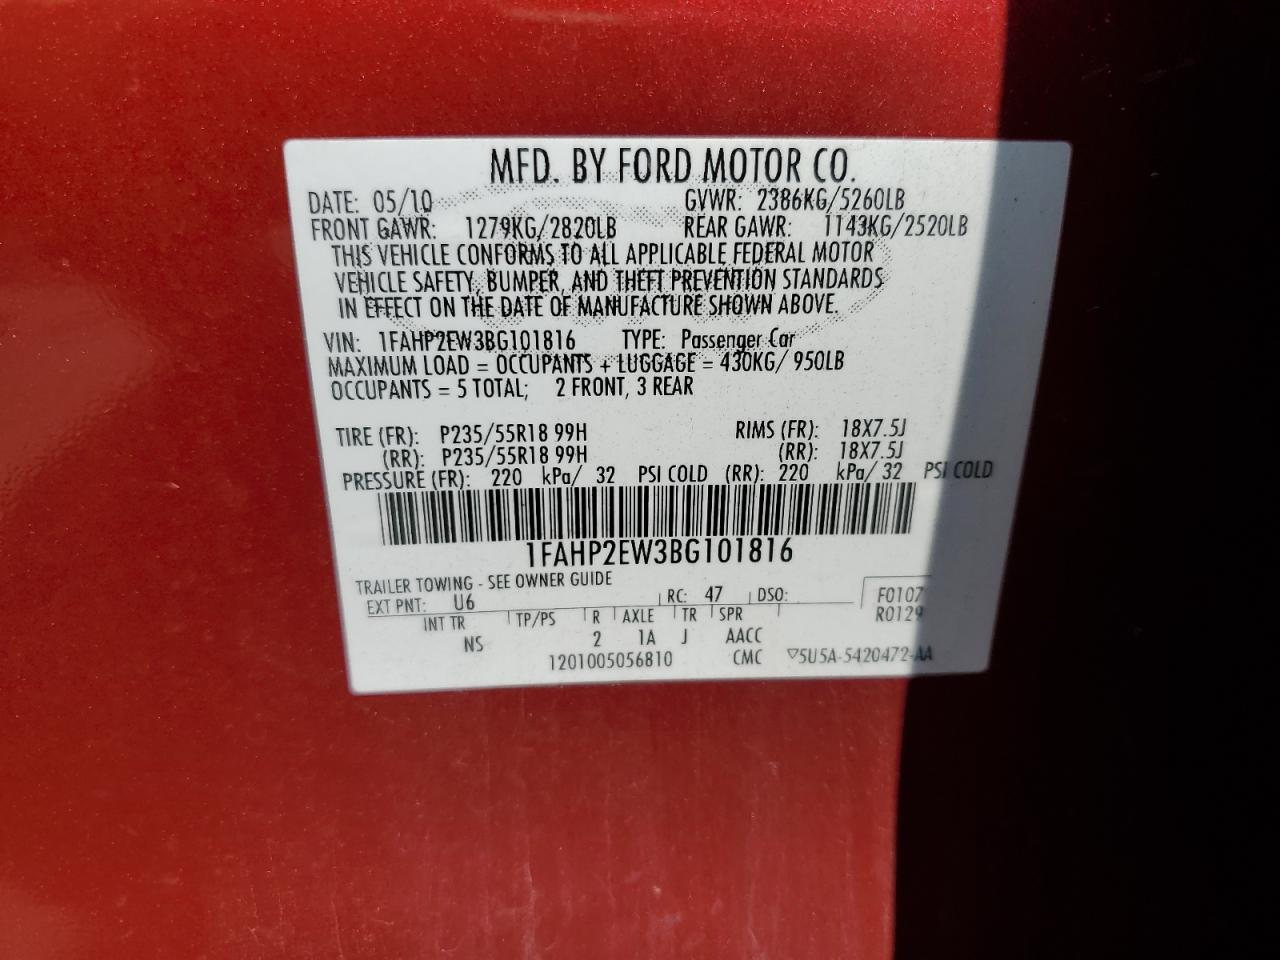 MFD. BY FORD MOTOR CO.
DATE: 05/10 GVWR: 2386KG/5260LB
FRONT GAWR: 1279KG/2820LB REAR GAWR: 1143KG/2520LB
THIS VEHICLE CONFORMS TO ALL APPLICABLE FEDERAL MOTOR
VEHICLE SAFETY, BUMPER, AND THEFT PREVENTION STANDARDS
IN EFFECT ON THE DATE OF MANUFACTURE SHOWN ABOVE.
VIN: 1FAHP2EW3BG101816 TYPE: Passenger Car
MAXIMUM LOAD = OCCUPANTS + LUGGAGE = 430KG/ 950LB
OCCUPANTS = 5 TOTAL; 2 FRONT, 3 REAR
TIRE (FR): P235/55R18 99H RIMS (FR): 18X7.5J
(RR): P235/55R18 99H (RR): 18X7.5J
PRESSURE (FR): 220 kPa/ 32 PSI COLD (RR): 220 kPa/ 32 PSI COLD
1FAHP2EW3BG101816
TRAILER TOWING - SEE OWNER GUIDE
EXT PNT: U6 RC: 47 DSO: F0107
R0129
INT TR TP/PS R AXLE TR SPR
NS 2 1A J AACC
1201005056810 CMC ▽5U5A-5420472-AA